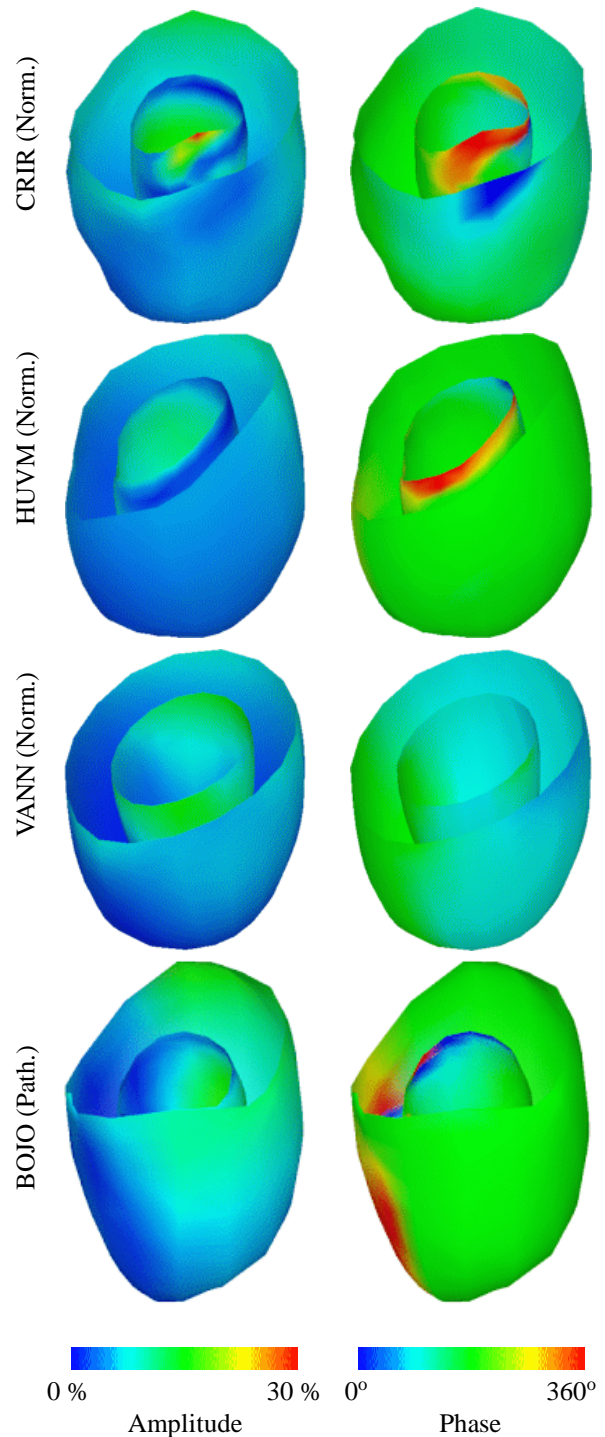 CRIR (Norm.)
HUVM (Norm.)
VANN (Norm.)
BOJO (Path.)
0 % 30 % 0º 360º
Amplitude Phase